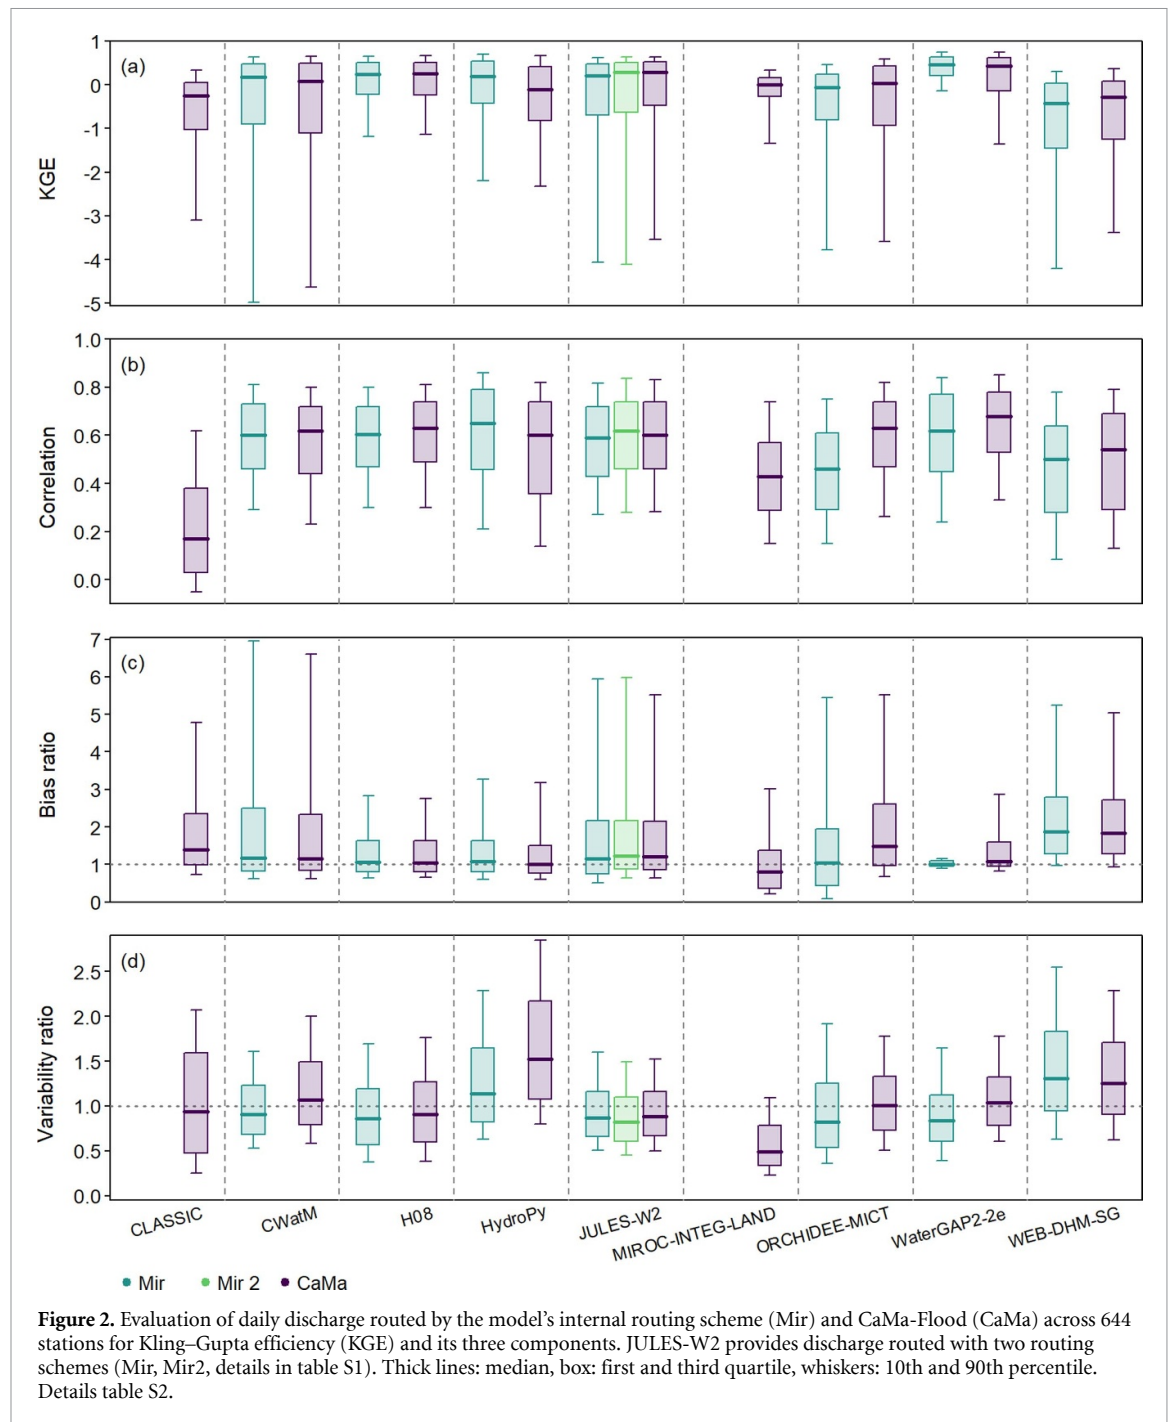 (a)
KGE
1
0
-1
-2
-3
-4
-5
(b)
Correlation
1.0
0.8
0.6
0.4
0.2
0.0
(c)
Bias ratio
7
6
5
4
3
2
1
0
(d)
Variability ratio
2.5
2.0
1.5
1.0
0.5
0.0
CLASSIC
CWatM
H08
HydroPy
JULES-W2
MIROC-INTEG-LAND
ORCHIDEE-MICT
WaterGAP2-2e
WEB-DHM-SG
Mir Mir 2 CaMa
Figure 2. Evaluation of daily discharge routed by the model's internal routing scheme (Mir) and CaMa-Flood (CaMa) across 644
stations for Kling–Gupta efficiency (KGE) and its three components. JULES-W2 provides discharge routed with two routing
schemes (Mir, Mir2, details in table S1). Thick lines: median, box: first and third quartile, whiskers: 10th and 90th percentile.
Details table S2.